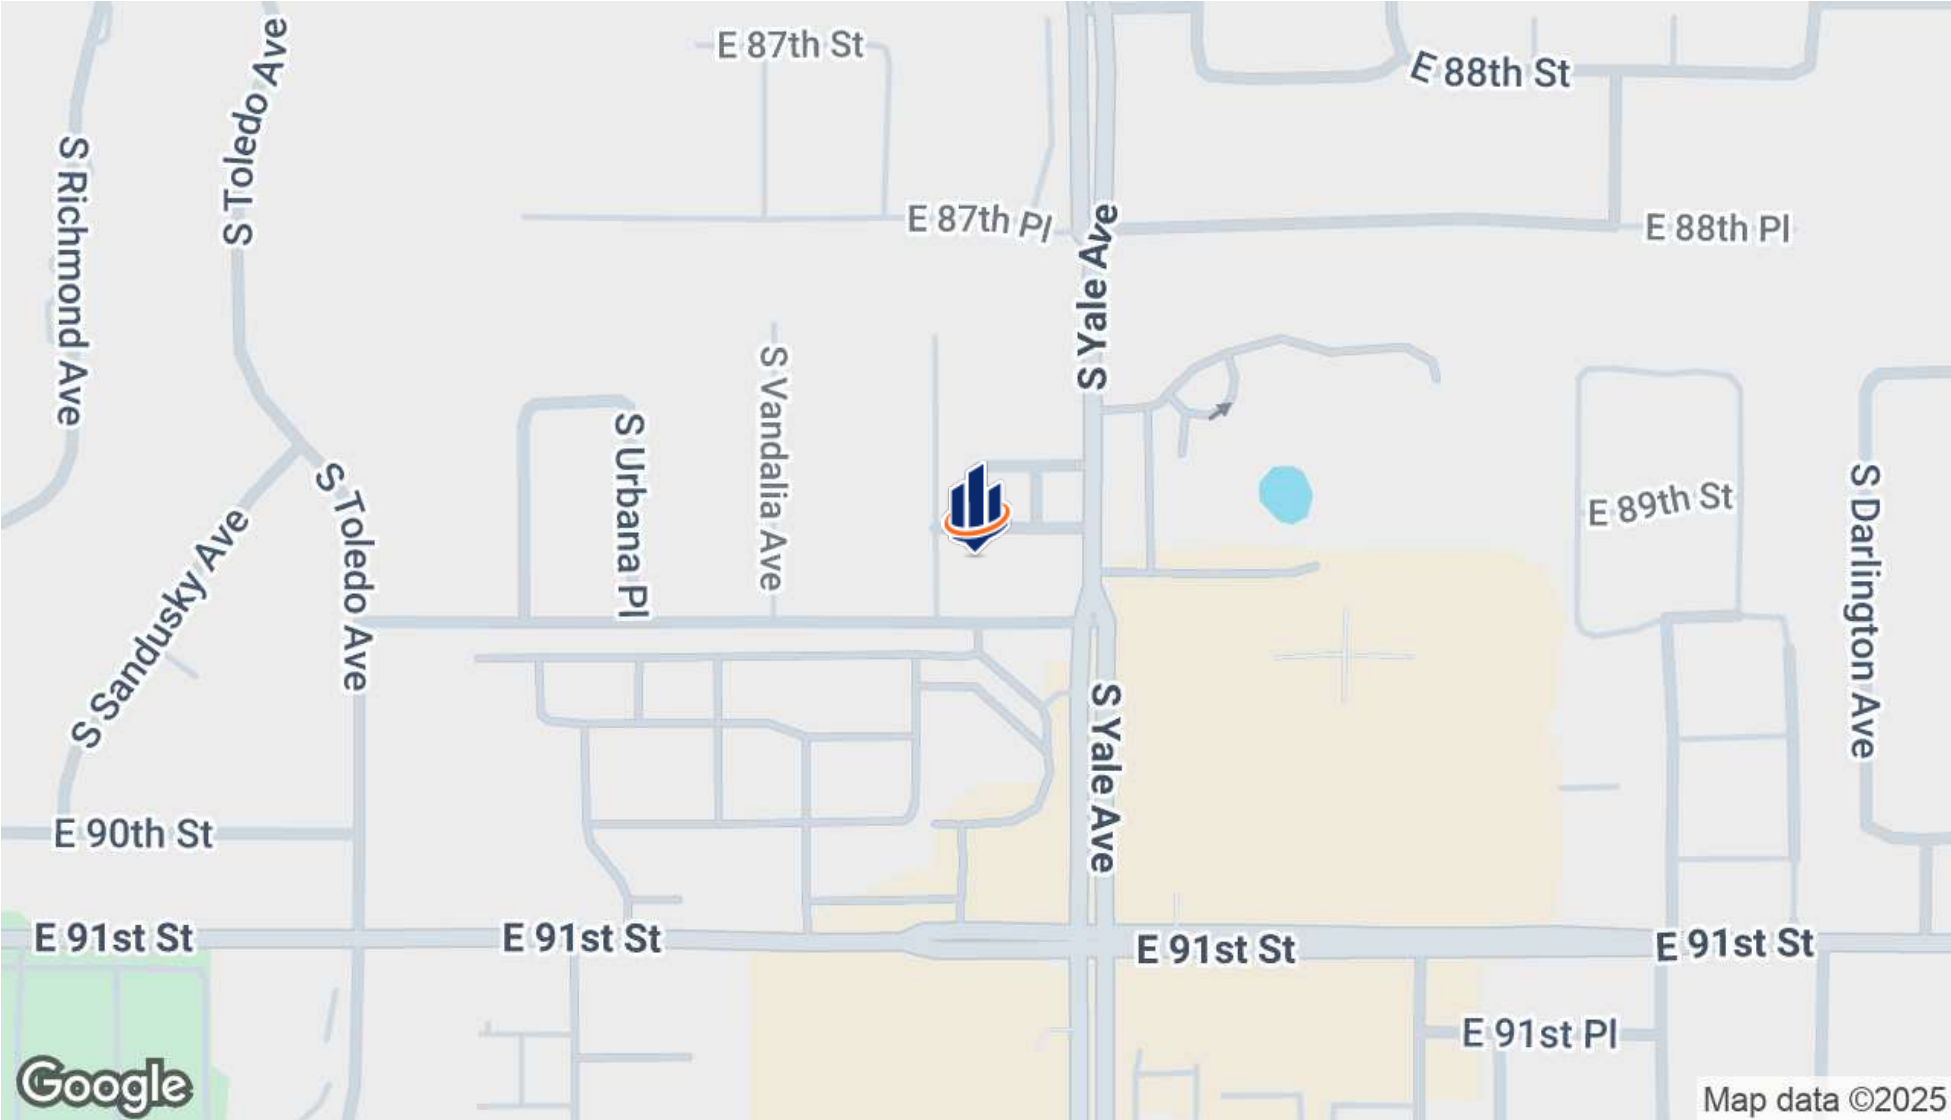 E 87th St
E 88th St
S Toledo Ave
S Richmond Ave
E 87th Pl
E 88th Pl
S Yale Ave
S Vandalia Ave
S Urbana Pl
S Toledo Ave
E 89th St
S Darlington Ave
S Sandusky Ave
S Yale Ave
E 90th St
E 91st St
E 91st St
E 91st St
E 91st St
E 91st Pl
Google
Map data ©2025